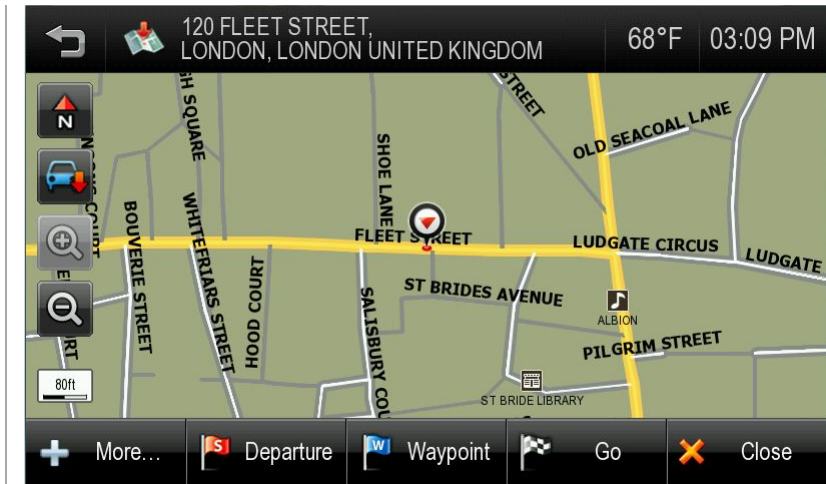 120 FLEET STREET,
LONDON, LONDON UNITED KINGDOM
68°F
03:09 PM
GH SQUARE
STREET
OLD SEACOAL LANE
N
SHOE LANE
COURT
BOUVERIE STREET
WHITEFRIARS STREET
FLEET STREET
LUDGATE CIRCUS
LUDGATE
HOOD COURT
SALISBURY COU
ST BRIDES AVENUE
ALBION
PILGRIM STREET
80ft
ST BRIDE LIBRARY
More...
S
Departure
W
Waypoint
Go
Close